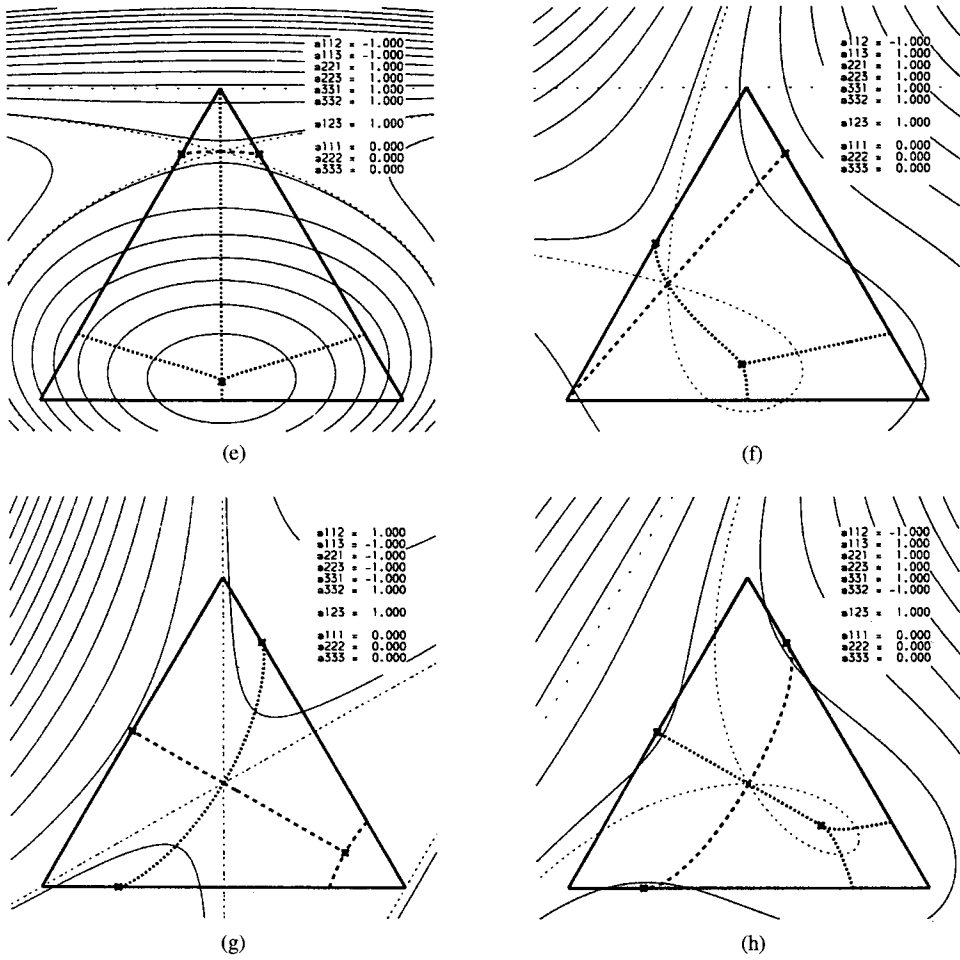 a112 = -1.000
a113 = -1.000
a221 = 1.000
a223 = 1.000
a331 = 1.000
a332 = 1.000
a123 = 1.000
a111 = 0.000
a222 = 0.000
a333 = 0.000
(e)
a112 = -1.000
a113 = 1.000
a221 = 1.000
a223 = 1.000
a331 = 1.000
a332 = 1.000
a123 = 1.000
a111 = 0.000
a222 = 0.000
a333 = 0.000
(f)
a112 = 1.000
a113 = -1.000
a221 = -1.000
a223 = -1.000
a331 = -1.000
a332 = 1.000
a123 = 1.000
a111 = 0.000
a222 = 0.000
a333 = 0.000
(g)
a112 = -1.000
a113 = 1.000
a221 = 1.000
a223 = 1.000
a331 = 1.000
a332 = -1.000
a123 = 1.000
a111 = 0.000
a222 = 0.000
a333 = 0.000
(h)